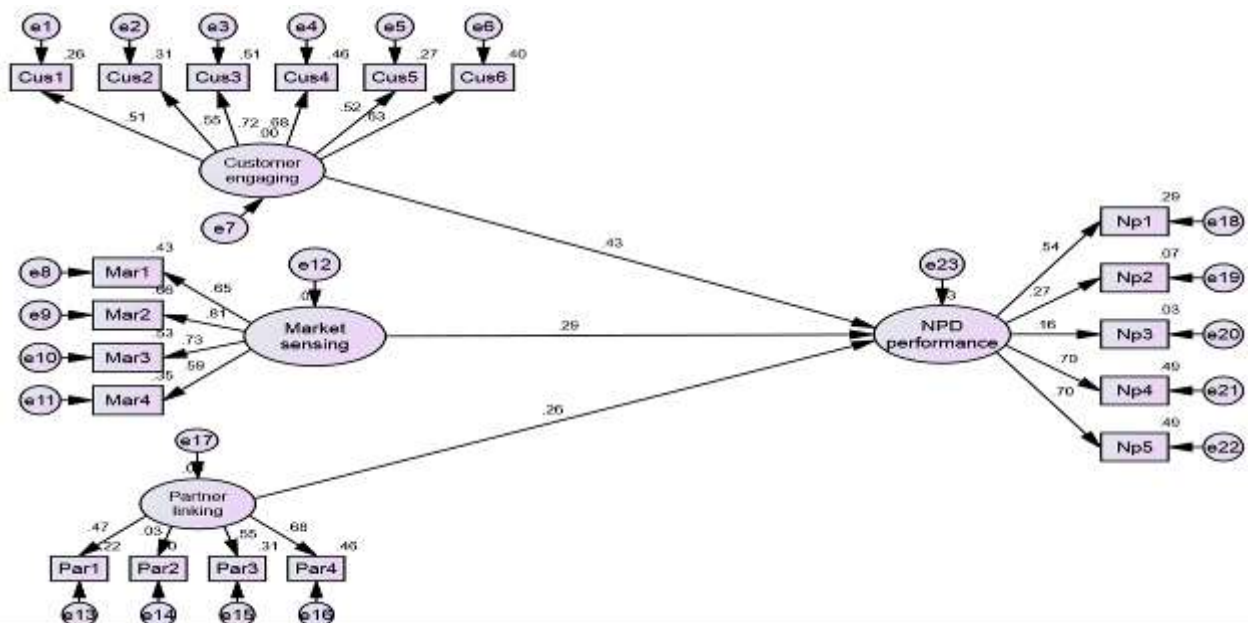 e1 e2 e3 e4 e5 e6
.26 .31 .51 .46 .27 .40
Cus1 Cus2 Cus3 Cus4 Cus5 Cus6
.51 .55 .72 .68 .52 .63
.00
Customer
engaging
e7
.43
e12
.43
e8 Mar1
.65
.66
e9 Mar2
.81
.53
e10 Mar3
.73
.35
e11 Mar4
.59
Market
sensing
.29
e17
Partner
linking
.26
.47 .03 .55 .68
.22 .31 .46
Par1 Par2 Par3 Par4
e13 e14 e15 e16
e23
NPD
performance
.29
.54 Np1 e18
.07
.27 Np2 e19
.03
.16 Np3 e20
.49
.70 Np4 e21
.49
.70 Np5 e22